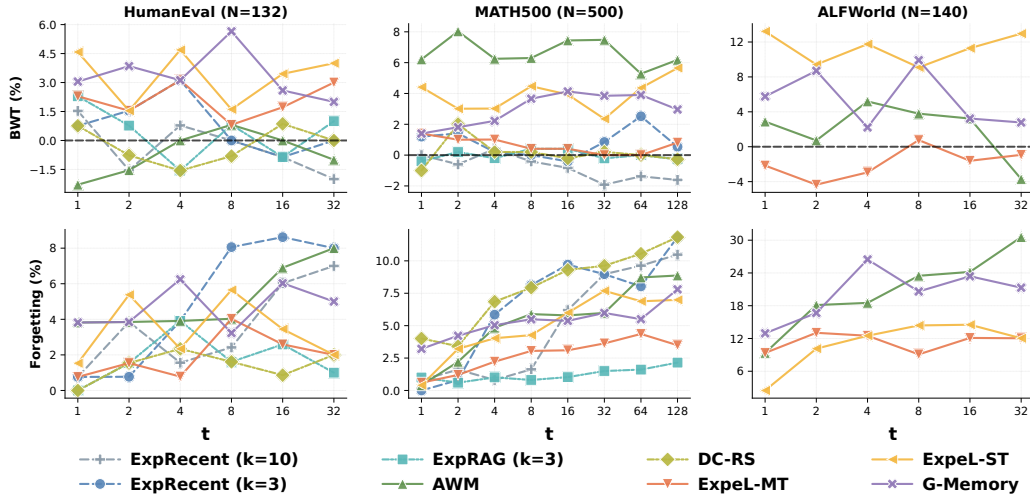 HumanEval (N=132) MATH500 (N=500) ALFWorld (N=140)
BWT (%)
6.0 4.5 3.0 1.5 0.0 −1.5
1 2 4 8 16 32
8 6 4 2 0 −2
1 2 4 8 16 32 64 128
12 8 4 0 −4
1 2 4 8 16 32
Forgetting (%)
8 6 4 2 0
1 2 4 8 16 32
10.0 7.5 5.0 2.5 0.0
1 2 4 8 16 32 64 128
30 24 18 12 6
1 2 4 8 16 32
t t t
ExpRecent (k=10) ExpRAG (k=3) DC-RS ExpeL-ST
ExpRecent (k=3) AWM ExpeL-MT G-Memory